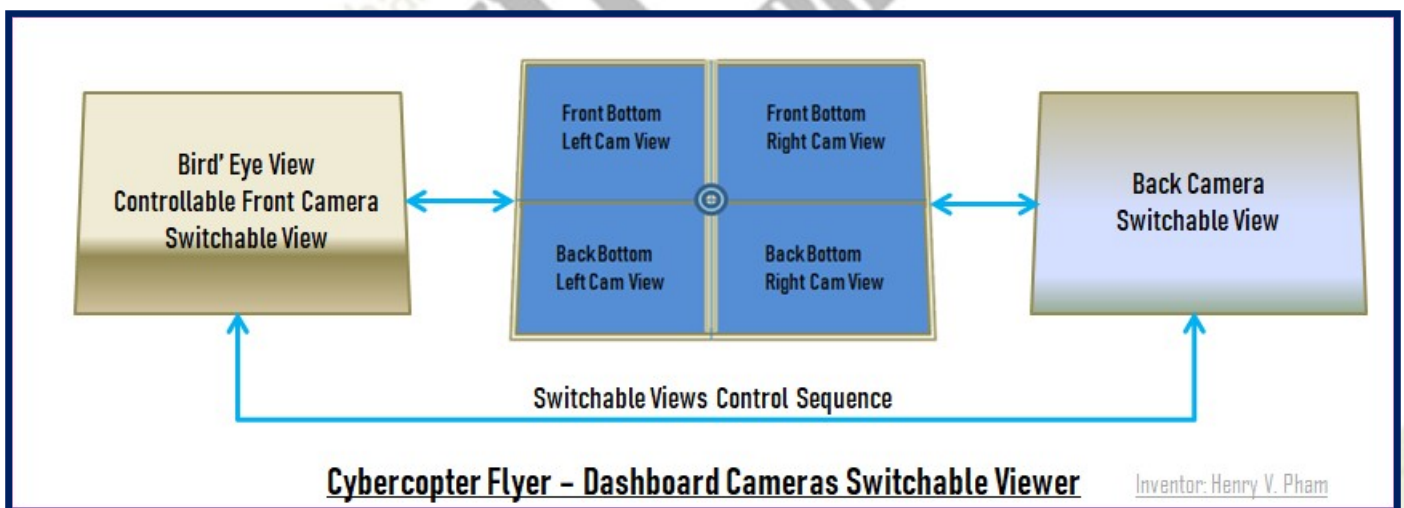 Bird' Eye View
Controllable Front Camera
Switchable View
Front Bottom
Left Cam View
Front Bottom
Right Cam View
Back Bottom
Left Cam View
Back Bottom
Right Cam View
Back Camera
Switchable View
Switchable Views Control Sequence
Cybercopter Flyer – Dashboard Cameras Switchable Viewer
Inventor: Henry V. Pham